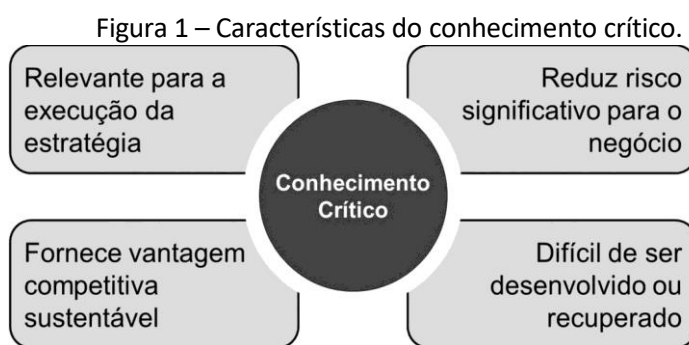 Figura 1 – Características do conhecimento crítico.
Relevante para a
execução da
estratégia
Reduz risco
significativo para o
negócio
Conhecimento
Crítico
Fornece vantagem
competitiva
sustentável
Difícil de ser
desenvolvido ou
recuperado